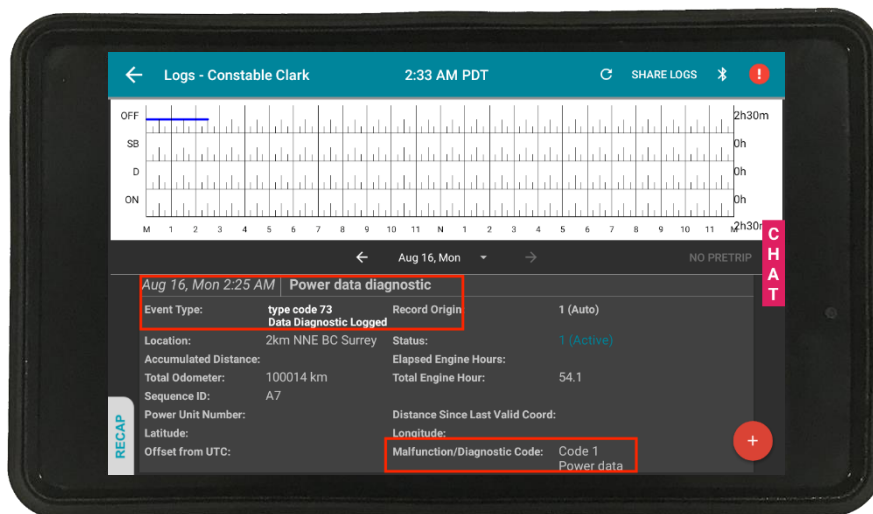 ← Logs - Constable Clark 2:33 AM PDT SHARE LOGS !
OFF 2h30m
SB 0h
D 0h
ON 0h
M 1 2 3 4 5 6 7 8 9 10 11 N 1 2 3 4 5 6 7 8 9 10 11 M 2h30m
CHAT
← Aug 16, Mon → NO PRETRIP
Aug 16, Mon 2:25 AM | Power data diagnostic
Event Type: type code 73 Record Origin 1 (Auto)
Data Diagnostic Logged
Location: 2km NNE BC Surrey Status: 1 (Active)
Accumulated Distance: Elapsed Engine Hours:
Total Odometer: 100014 km Total Engine Hour: 54.1
Sequence ID: A7
Power Unit Number: Distance Since Last Valid Coord:
Latitude: Longitude:
Offset from UTC: Malfunction/Diagnostic Code: Code 1
Power data
RECAP
+